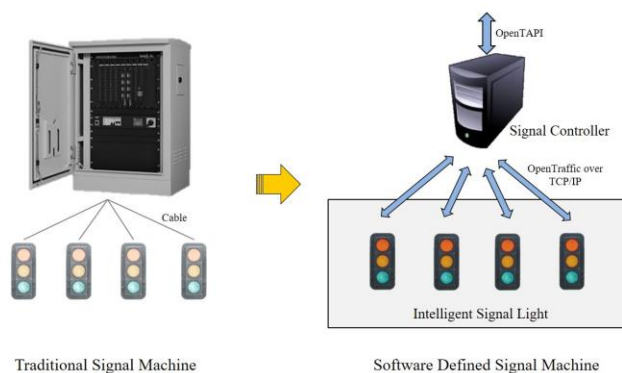 OpenTAPI
Signal Controller
OpenTraffic over
TCP/IP
Cable
Intelligent Signal Light
Traditional Signal Machine
Software Defined Signal Machine